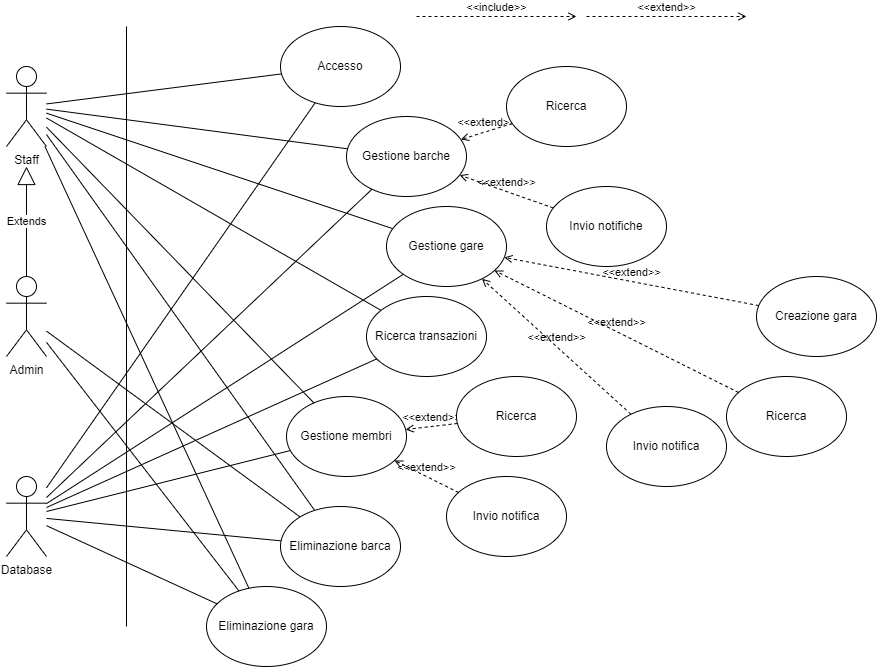 <<include>>
<<extend>>
Accesso
Ricerca
<<extend>>
Staff
Gestione barche
<<extend>>
Extends
Invio notifiche
Gestione gare
<<extend>>
Creazione gara
<<extend>>
Ricerca transazioni
<<extend>>
Admin
Ricerca
<<extend>>
Ricerca
Gestione membri
Invio notifica
<<extend>>
Invio notifica
Eliminazione barca
Database
Eliminazione gara